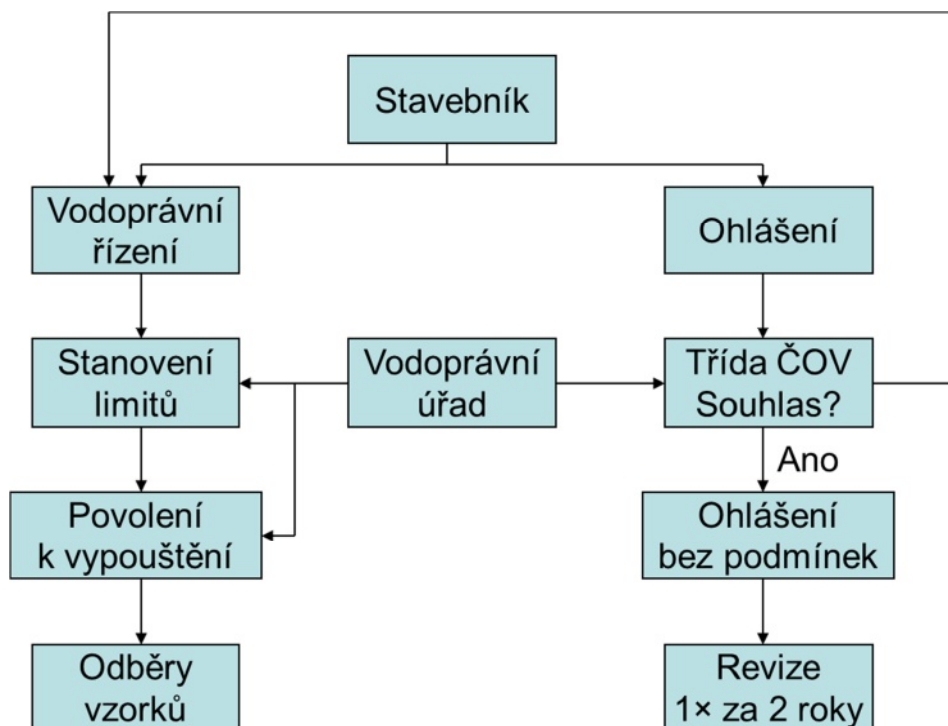 Stavebník
Vodoprávní
řízení
Ohlášení
Stanovení
limitů
Vodoprávní
úřad
Třída ČOV
Souhlas?
Ano
Povolení
k vypouštění
Ohlášení
bez podmínek
Odběry
vzorků
Revize
1× za 2 roky